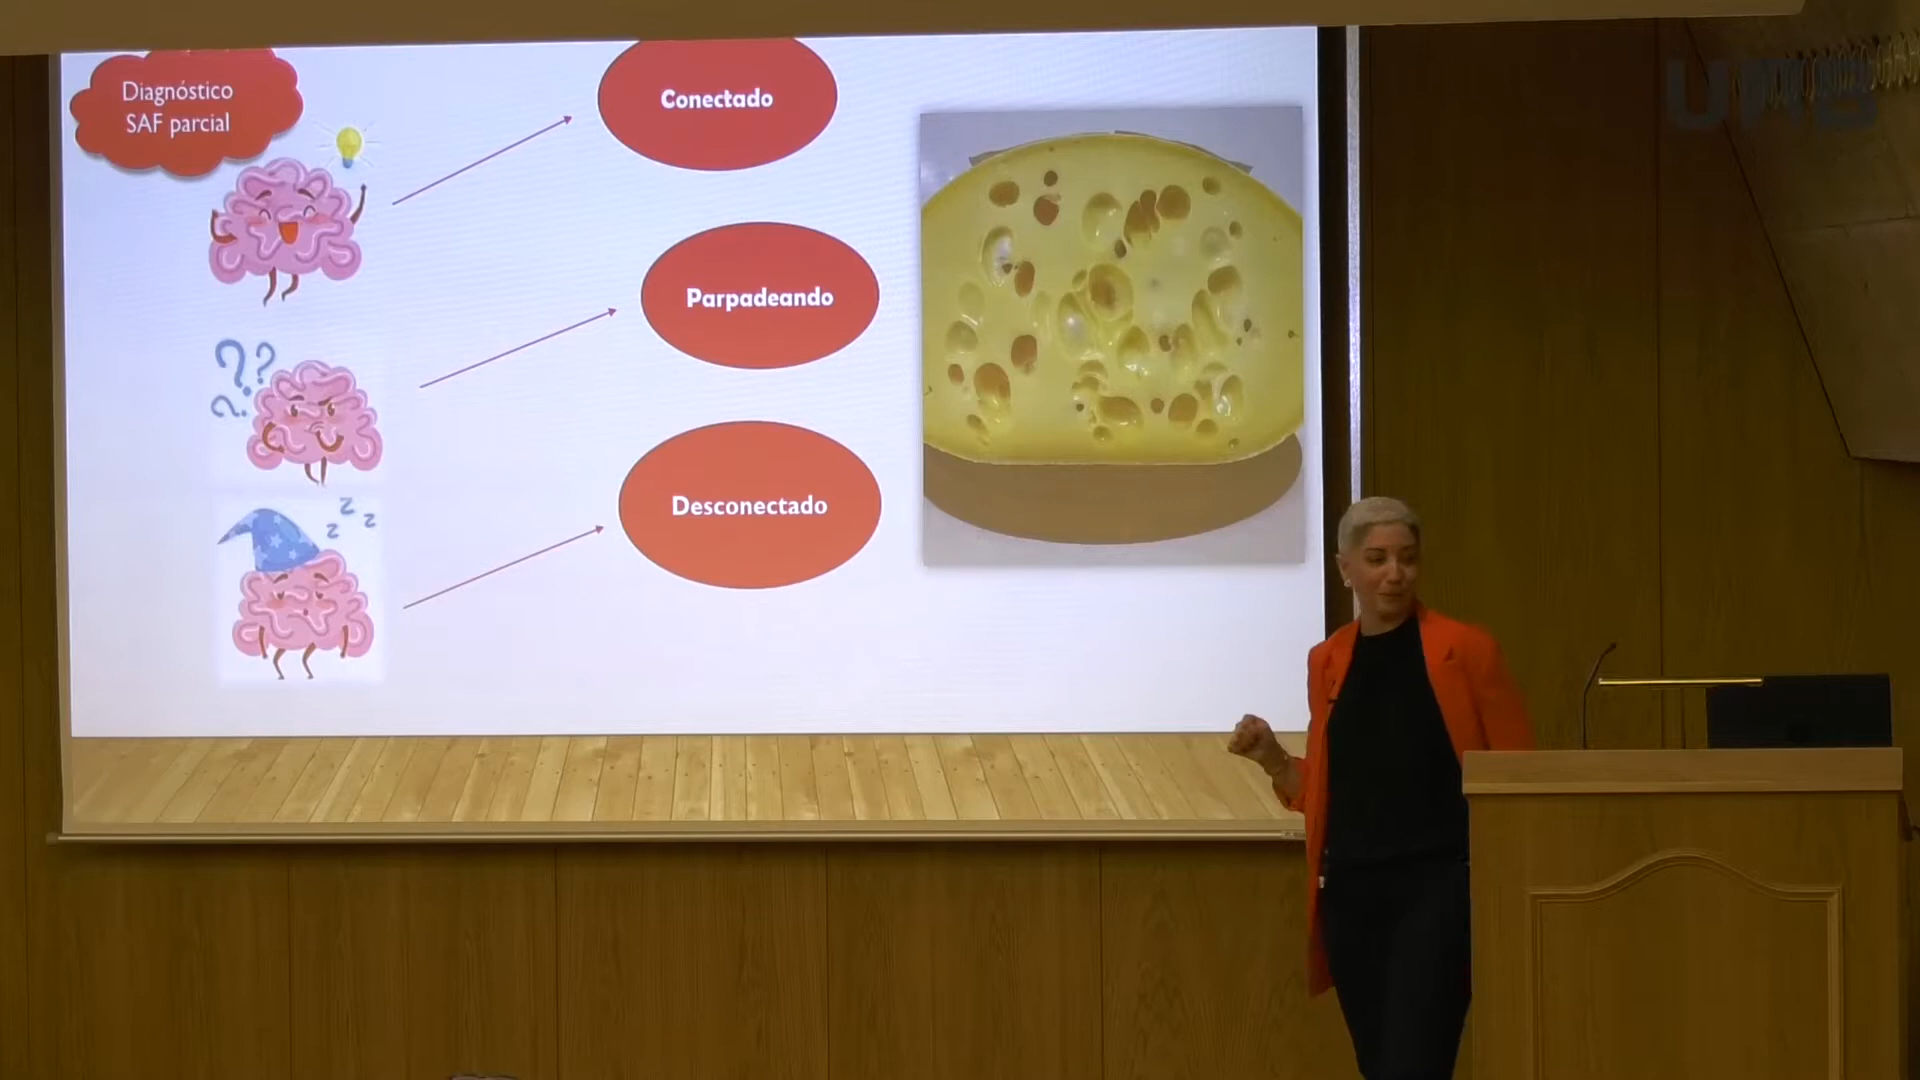 Diagnóstico
SAF parcial
Conectado
Parpadeando
Desconectado
? ? ?
z z z